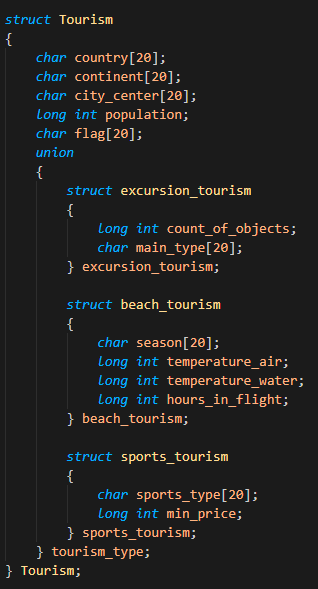 struct Tourism
{
    char country[20];
    char continent[20];
    char city_center[20];
    long int population;
    char flag[20];
    union
    {
        struct excursion_tourism
        {
            long int count_of_objects;
            char main_type[20];
        } excursion_tourism;

        struct beach_tourism
        {
            char season[20];
            long int temperature_air;
            long int temperature_water;
            long int hours_in_flight;
        } beach_tourism;

        struct sports_tourism
        {
            char sports_type[20];
            long int min_price;
        } sports_tourism;
    } tourism_type;
} Tourism;